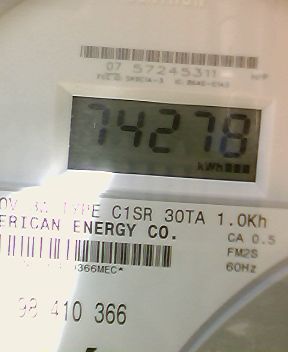 07 57245311
74278
kWh
TYPE C1SR 30TA 1.0Kh
ERICAN ENERGY CO.
CA 0.5
FM2S
0366MEC*
60Hz
98 410 366